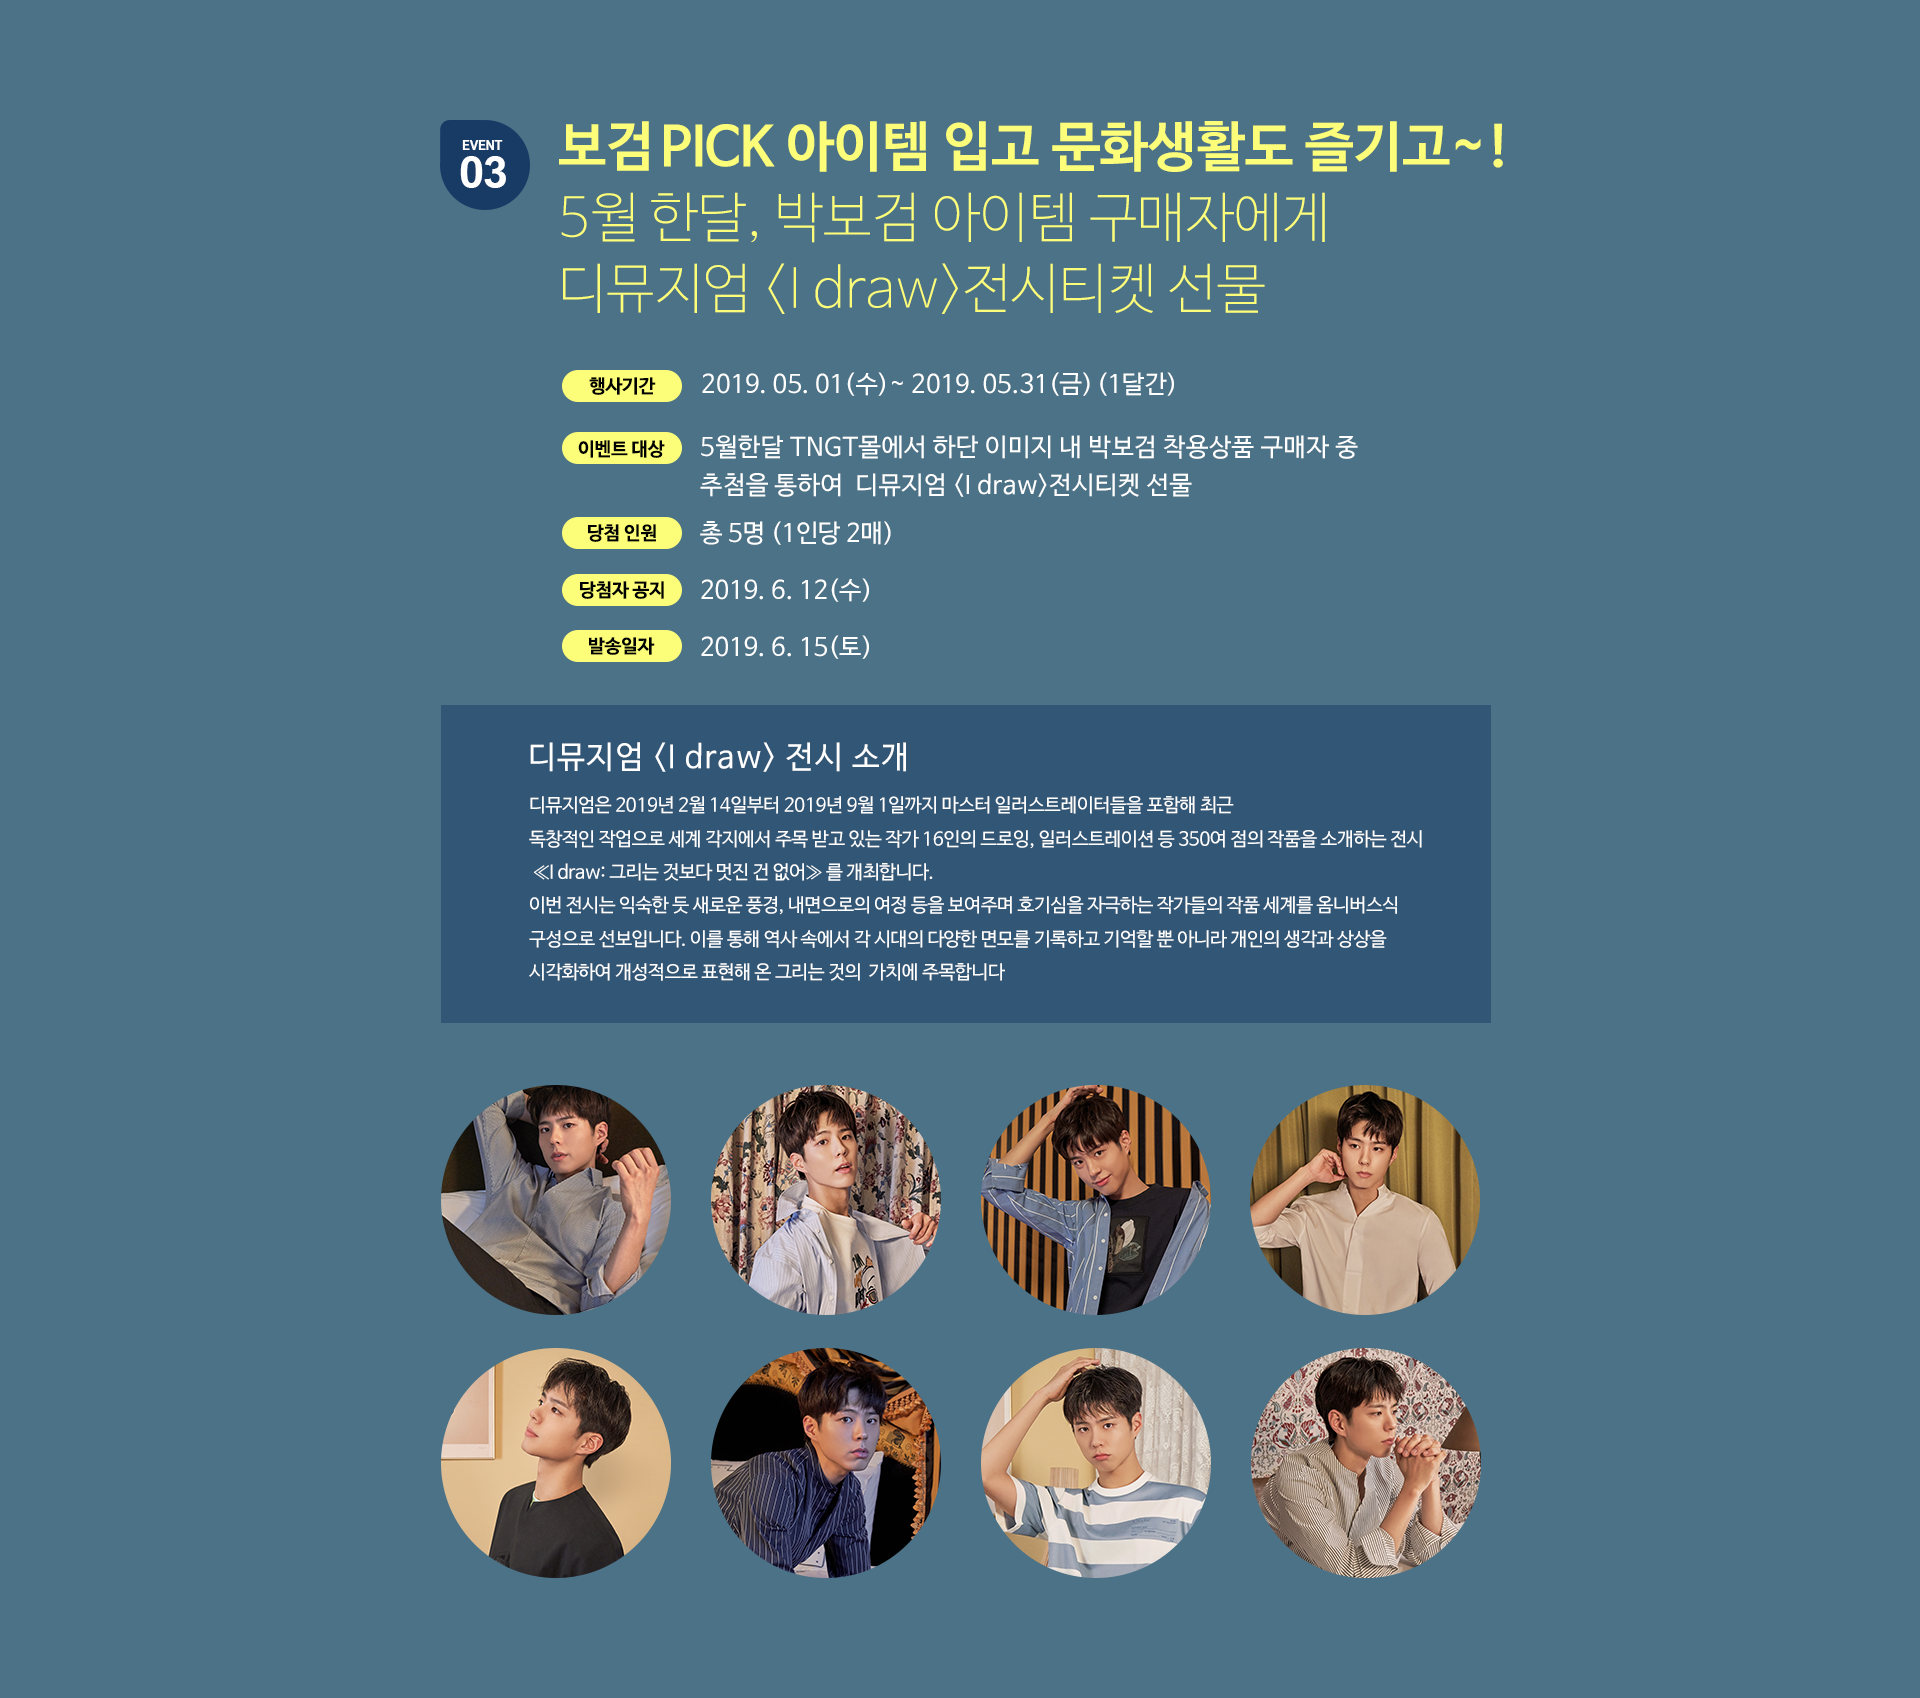 EVENT
03
보검PICK 아이템 입고 문화생활도 즐기고~!
5월 한달, 박보검 아이템 구매자에게
디뮤지엄 〈I draw〉전시티켓 선물
행사기간 2019. 05. 01(수)~ 2019. 05.31(금) (1달간)
이벤트 대상 5월한달 TNGT몰에서 하단 이미지 내 박보검 착용상품 구매자 중
추첨을 통하여 디뮤지엄 〈I draw〉전시티켓 선물
당첨 인원 총 5명 (1인당 2매)
당첨자 공지 2019. 6. 12(수)
발송일자 2019. 6. 15(토)
디뮤지엄 〈I draw〉 전시 소개
디뮤지엄은 2019년 2월 14일부터 2019년 9월 1일까지 마스터 일러스트레이터들을 포함해 최근
독창적인 작업으로 세계 각지에서 주목 받고 있는 작가 16인의 드로잉, 일러스트레이션 등 350여 점의 작품을 소개하는 전시
≪I draw: 그리는 것보다 멋진 건 없어≫ 를 개최합니다.
이번 전시는 익숙한 듯 새로운 풍경, 내면으로의 여정 등을 보여주며 호기심을 자극하는 작가들의 작품 세계를 옴니버스식
구성으로 선보입니다. 이를 통해 역사 속에서 각 시대의 다양한 면모를 기록하고 기억할 뿐 아니라 개인의 생각과 상상을
시각화하여 개성적으로 표현해 온 그리는 것의 가치에 주목합니다